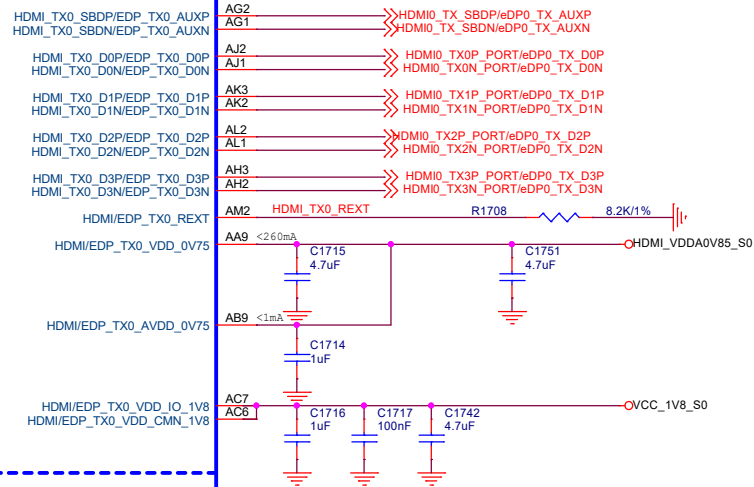 HDMI_TX0_SBDP/EDP_TX0_AUXP AG2 HDMI0_TX_SBDP/eDP0_TX_AUXP
HDMI_TX0_SBDN/EDP_TX0_AUXN AG1 HDMI0_TX_SBDN/eDP0_TX_AUXN
HDMI_TX0_D0P/EDP_TX0_D0P AJ2 HDMI0_TX0P_PORT/eDP0_TX_D0P
HDMI_TX0_D0N/EDP_TX0_D0N AJ1 HDMI0_TX0N_PORT/eDP0_TX_D0N
HDMI_TX0_D1P/EDP_TX0_D1P AK3 HDMI0_TX1P_PORT/eDP0_TX_D1P
HDMI_TX0_D1N/EDP_TX0_D1N AK2 HDMI0_TX1N_PORT/eDP0_TX_D1N
HDMI_TX0_D2P/EDP_TX0_D2P AL2 HDMI0_TX2P_PORT/eDP0_TX_D2P
HDMI_TX0_D2N/EDP_TX0_D2N AL1 HDMI0_TX2N_PORT/eDP0_TX_D2N
HDMI_TX0_D3P/EDP_TX0_D3P AH3 HDMI0_TX3P_PORT/eDP0_TX_D3P
HDMI_TX0_D3N/EDP_TX0_D3N AH2 HDMI0_TX3N_PORT/eDP0_TX_D3N
HDMI/EDP_TX0_REXT AM2 HDMI_TX0_REXT R1708 8.2K/1%
HDMI/EDP_TX0_VDD_0V75 AA9 <260mA HDMI_VDDA0V85_S0
C1715 C1751
4.7uF 4.7uF
HDMI/EDP_TX0_AVDD_0V75 AB9 <1mA
C1714
1uF
HDMI/EDP_TX0_VDD_IO_1V8 AC7 VCC_1V8_S0
HDMI/EDP_TX0_VDD_CMN_1V8 AC6
C1716 C1717 C1742
1uF 100nF 4.7uF